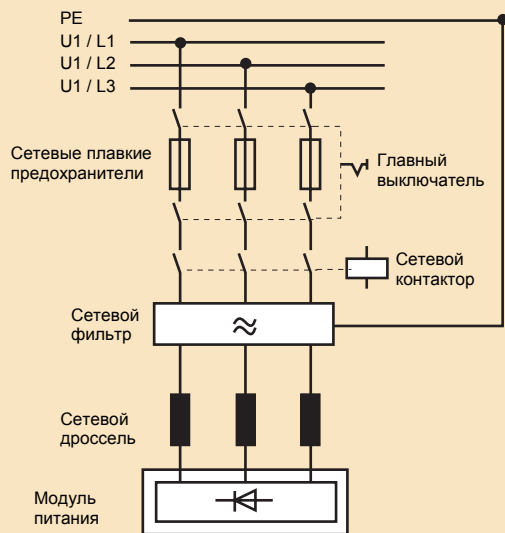 PE
U1 / L1
U1 / L2
U1 / L3
Сетевые плавкие
предохранители
Главный
выключатель
Сетевой
контактор
Сетевой
фильтр
Сетевой
дроссель
Модуль
питания